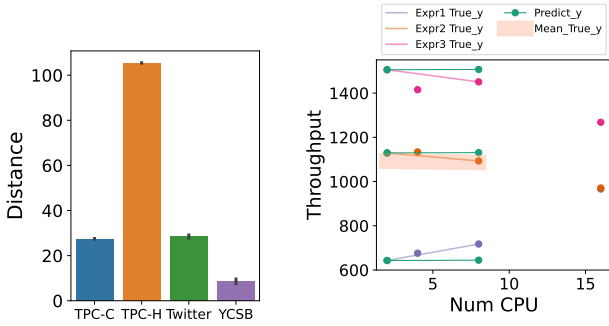 Distance
100
80
60
40
20
0
TPC-C TPC-H Twitter YCSB
Expr1 True_y
Expr2 True_y
Expr3 True_y
Predict_y
Mean_True_y
Throughput
1400
1200
1000
800
600
5 10 15
Num CPU